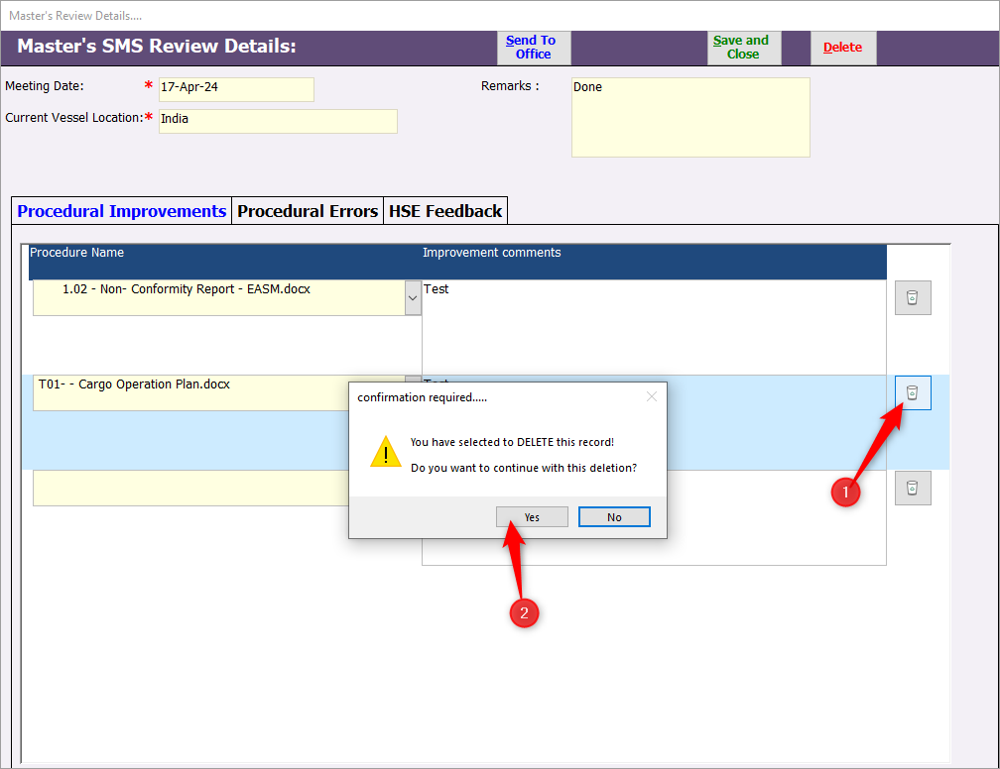 Master's Review Details....
Master's SMS Review Details:
Send To
Office
Save and
Close
Delete
Meeting Date:
*
17-Apr-24
Remarks :
Done
Current Vessel Location:*
India
Procedural Improvements
Procedural Errors
HSE Feedback
Procedure Name
Improvement comments
1.02 - Non- Conformity Report - EASM.docx
Test
T01- - Cargo Operation Plan.docx
confirmation required.....
You have selected to DELETE this record!
Do you want to continue with this deletion?
Yes
No
1
2